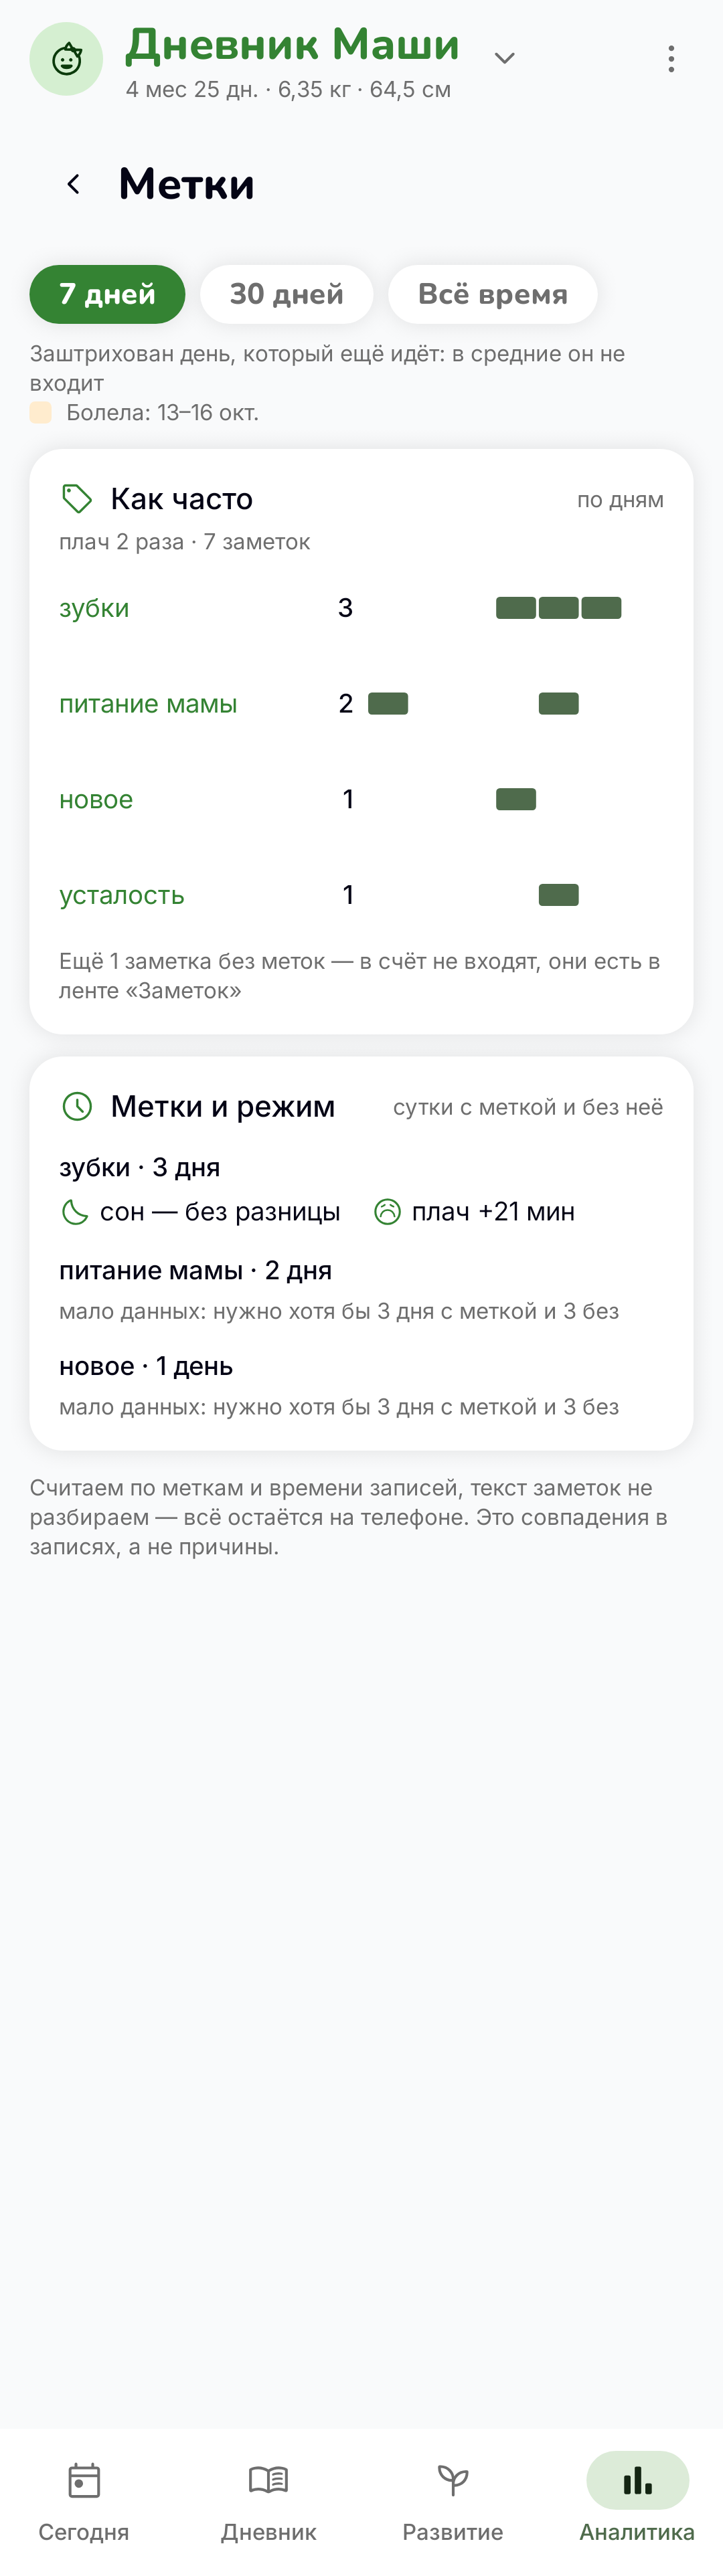 Дневник Маши
4 мес 25 дн. · 6,35 кг · 64,5 см
Метки
7 дней
30 дней
Всё время
Заштрихован день, который ещё идёт: в средние он не
входит
Болела: 13–16 окт.
Как часто
по дням
плач 2 раза · 7 заметок
зубки 3
питание мамы 2
новое 1
усталость 1
Ещё 1 заметка без меток — в счёт не входят, они есть в
ленте «Заметок»
Метки и режим
сутки с меткой и без неё
зубки · 3 дня
сон — без разницы
плач +21 мин
питание мамы · 2 дня
мало данных: нужно хотя бы 3 дня с меткой и 3 без
новое · 1 день
мало данных: нужно хотя бы 3 дня с меткой и 3 без
Считаем по меткам и времени записей, текст заметок не
разбираем — всё остаётся на телефоне. Это совпадения в
записях, а не причины.
Сегодня
Дневник
Развитие
Аналитика